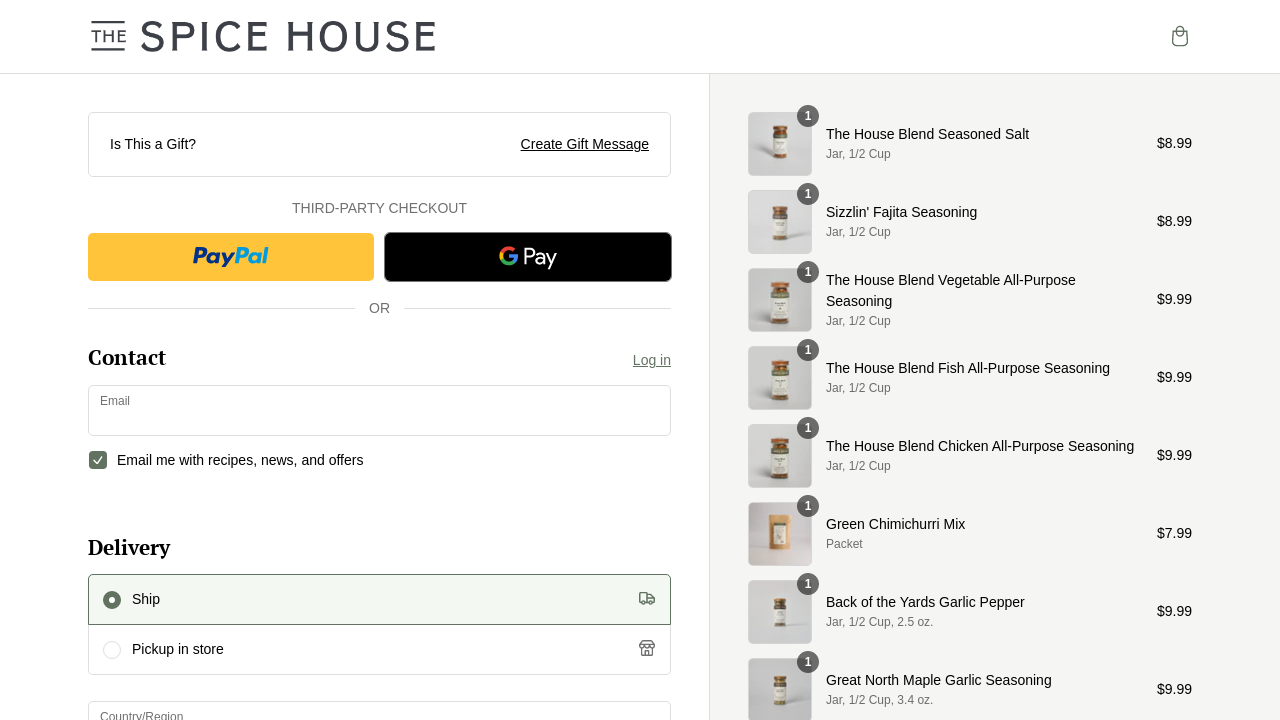 THE SPICE HOUSE
Is This a Gift?
Create Gift Message
THIRD-PARTY CHECKOUT
PayPal
G Pay
OR
Contact
Log in
Email
Email me with recipes, news, and offers
Delivery
Ship
Pickup in store
Country/Region
1
The House Blend Seasoned Salt
Jar, 1/2 Cup
$8.99
1
Sizzlin' Fajita Seasoning
Jar, 1/2 Cup
$8.99
1
The House Blend Vegetable All-Purpose
Seasoning
Jar, 1/2 Cup
$9.99
1
The House Blend Fish All-Purpose Seasoning
Jar, 1/2 Cup
$9.99
1
The House Blend Chicken All-Purpose Seasoning
Jar, 1/2 Cup
$9.99
1
Green Chimichurri Mix
Packet
$7.99
1
Back of the Yards Garlic Pepper
Jar, 1/2 Cup, 2.5 oz.
$9.99
1
Great North Maple Garlic Seasoning
Jar, 1/2 Cup, 3.4 oz.
$9.99